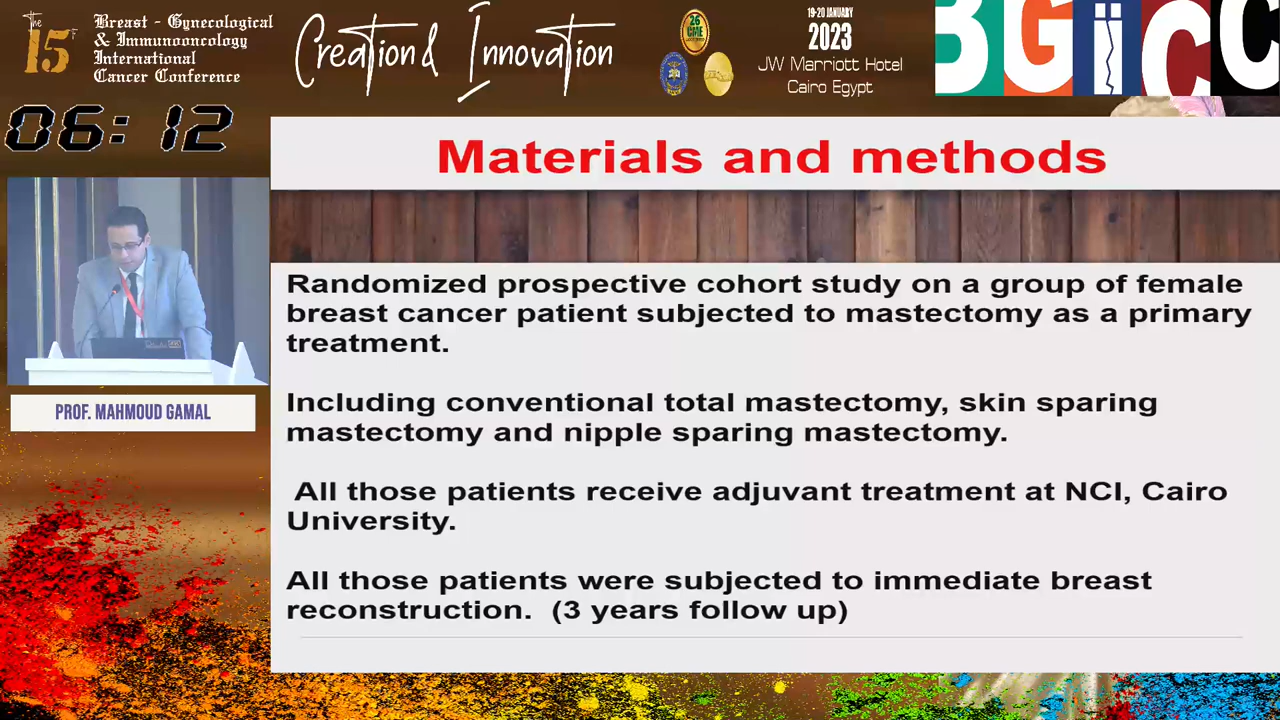 The
15th
Breast - Gynecological
& Immunooncology
International
Cancer Conference
Creation & Innovation
26
CME
19-20 JANUARY
2023
JW Marriott Hotel
Cairo Egypt
BGICC
06:12
Materials and methods
PROF. MAHMOUD GAMAL
Randomized prospective cohort study on a group of female
breast cancer patient subjected to mastectomy as a primary
treatment.
Including conventional total mastectomy, skin sparing
mastectomy and nipple sparing mastectomy.
All those patients receive adjuvant treatment at NCI, Cairo
University.
All those patients were subjected to immediate breast
reconstruction. (3 years follow up)